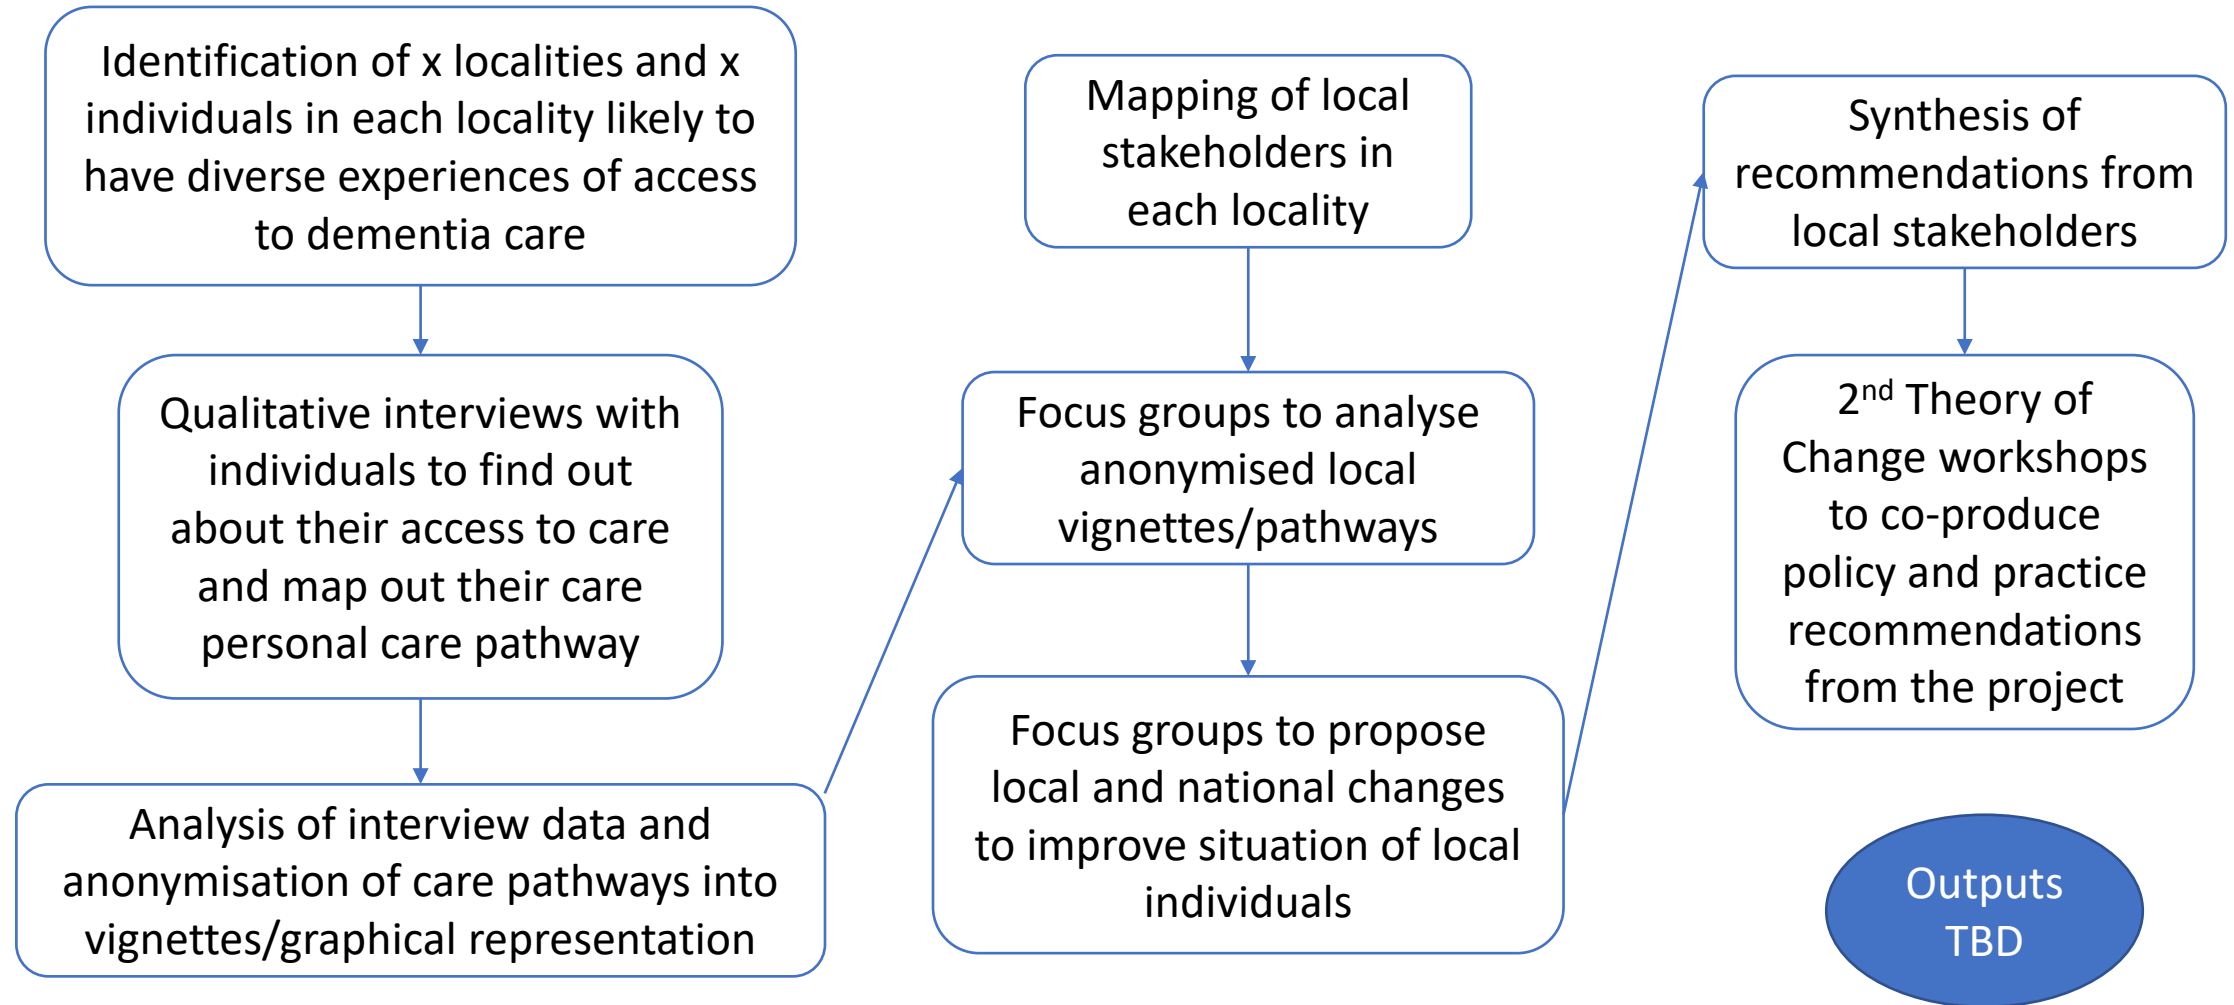 Identification of x localities and x
individuals in each locality likely to
have diverse experiences of access
to dementia care
Qualitative interviews with
individuals to find out
about their access to care
and map out their care
personal care pathway
Analysis of interview data and
anonymisation of care pathways into
vignettes/graphical representation
Mapping of local
stakeholders in
each locality
Focus groups to analyse
anonymised local
vignettes/pathways
Focus groups to propose
local and national changes
to improve situation of local
individuals
Synthesis of
recommendations from
local stakeholders
2nd Theory of
Change workshops
to co-produce
policy and practice
recommendations
from the project
Outputs
TBD